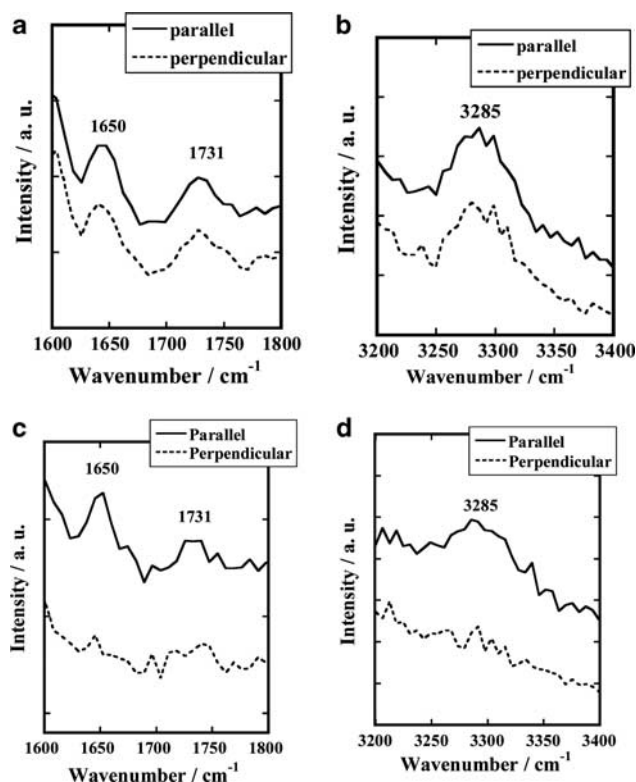 a
parallel
perpendicular
1650
1731
Intensity / a. u.
1600 1650 1700 1750 1800
Wavenumber / cm-1
b
parallel
perpendicular
3285
Intensity / a. u.
3200 3250 3300 3350 3400
Wavenumber / cm-1
c
Parallel
Perpendicular
1650
1731
Intensity / a. u.
1600 1650 1700 1750 1800
Wavenumber / cm-1
d
Parallel
Perpendicular
3285
Intensity / a. u.
3200 3250 3300 3350 3400
Wavenumber / cm-1